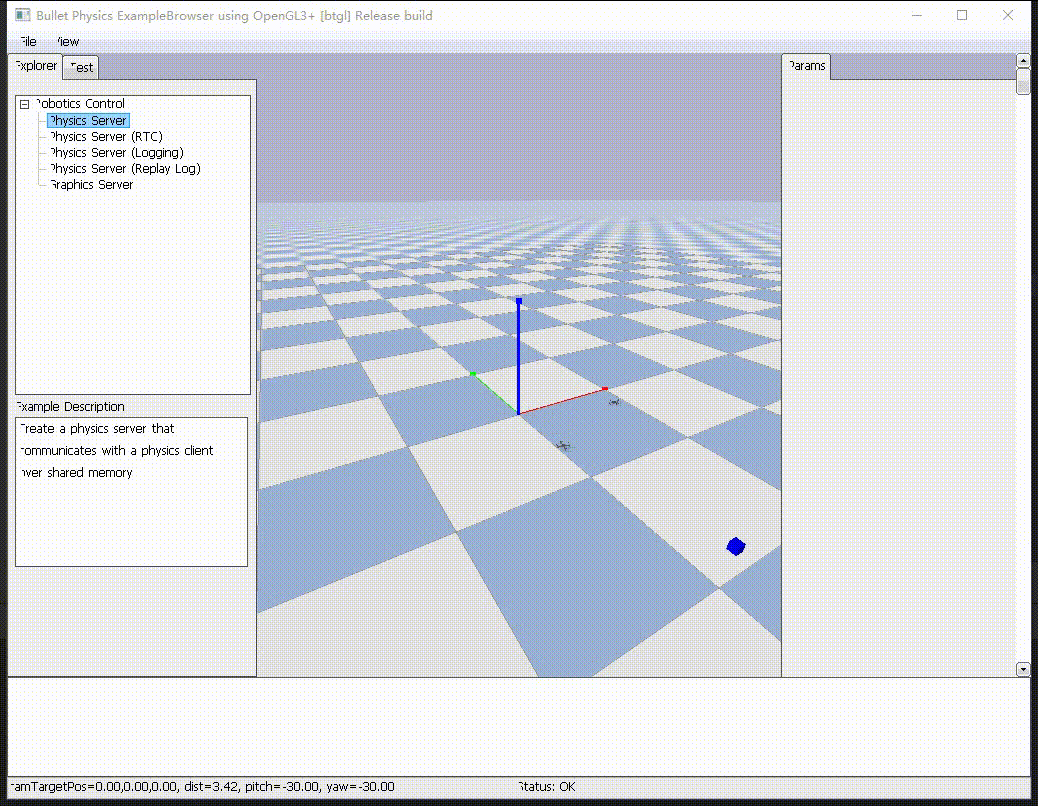 Bullet Physics ExampleBrowser using OpenGL3+ [btgl] Release build
File View
Explorer Test
Params
Robotics Control
Physics Server
Physics Server (RTC)
Physics Server (Logging)
Physics Server (Replay Log)
Graphics Server
Example Description
Create a physics server that
communicates with a physics client
over shared memory
camTargetPos=0.00,0.00,0.00, dist=3.42, pitch=-30.00, yaw=-30.00
Status: OK